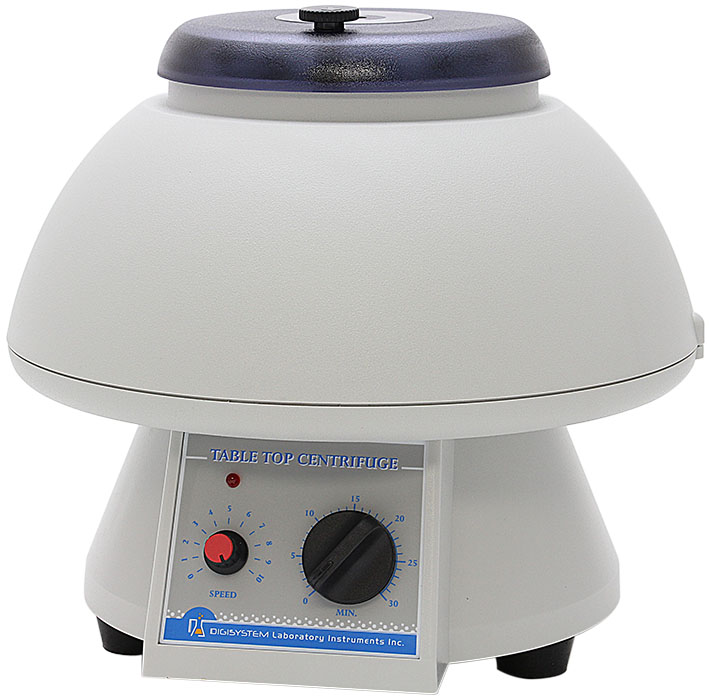 TABLE TOP CENTRIFUGE
0 1 2 3 4 5 6 7 8 9 10
SPEED
0 5 10 15 20 25 30
MIN.
DIGISYSTEM Laboratory Instruments Inc.